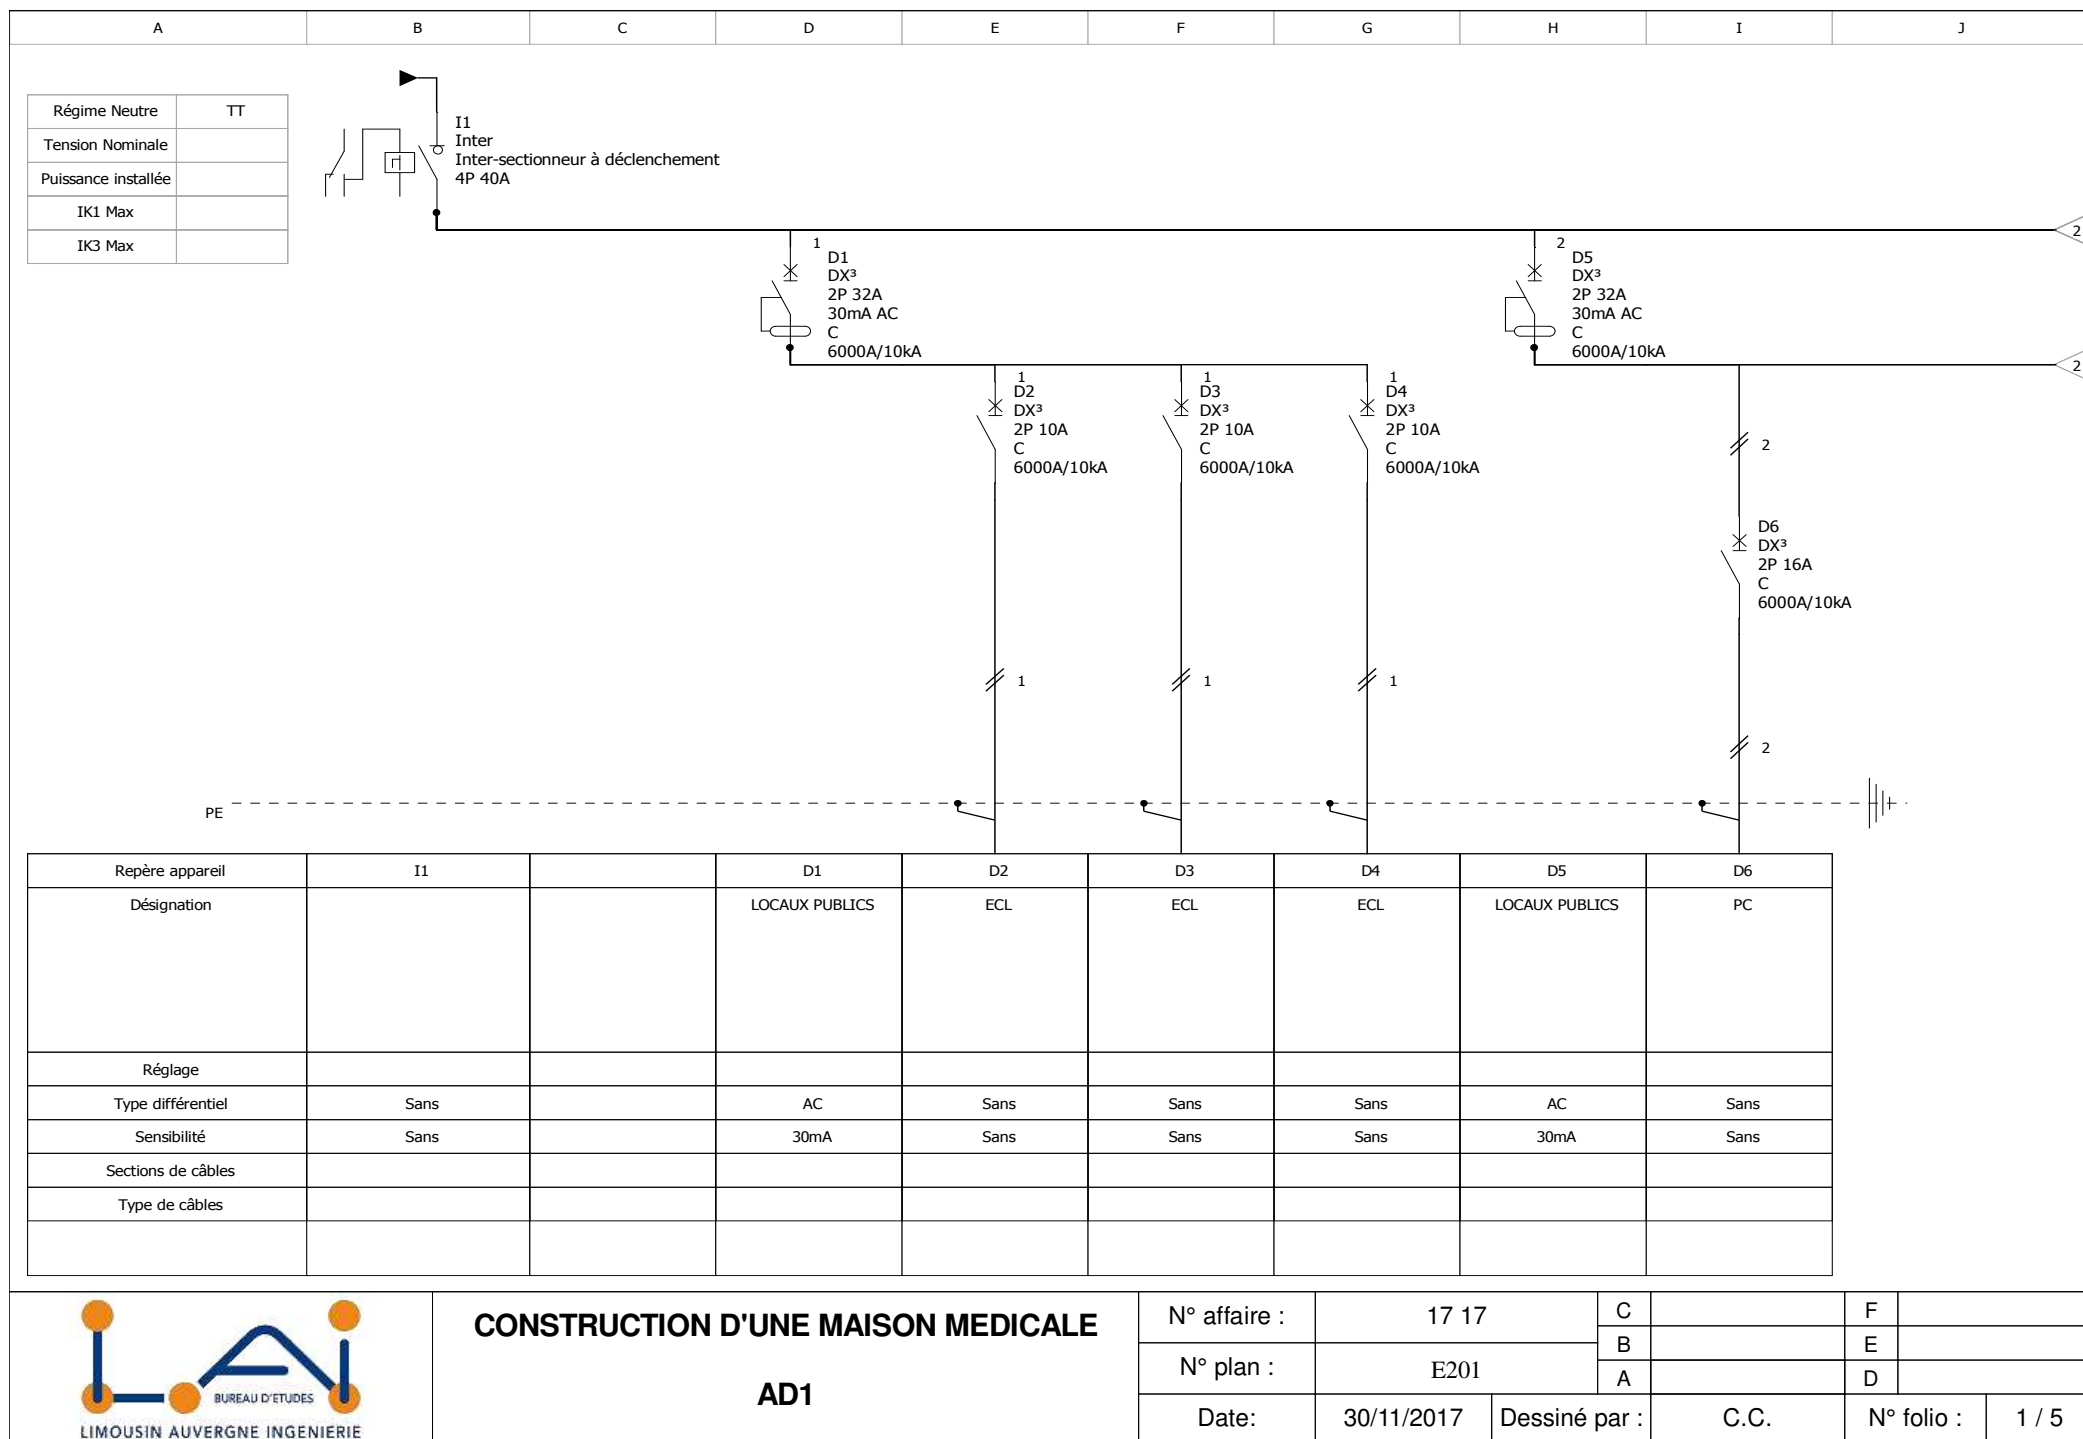 A B C D E F G H I J
Régime Neutre TT
Tension Nominale
Puissance installée
IK1 Max
IK3 Max
I1
Inter
Inter-sectionneur à déclenchement
4P 40A
2
1
D1
DX³
2P 32A
30mA AC
C
6000A/10kA
2
D5
DX³
2P 32A
30mA AC
C
6000A/10kA
2
1
D2
DX³
2P 10A
C
6000A/10kA
1
D3
DX³
2P 10A
C
6000A/10kA
1
D4
DX³
2P 10A
C
6000A/10kA
2
D6
DX³
2P 16A
C
6000A/10kA
1 1 1
2
PE
Repère appareil I1 D1 D2 D3 D4 D5 D6
Désignation LOCAUX PUBLICS ECL ECL ECL LOCAUX PUBLICS PC
Réglage
Type différentiel Sans AC Sans Sans Sans AC Sans
Sensibilité Sans 30mA Sans Sans Sans 30mA Sans
Sections de câbles
Type de câbles
BUREAU D'ETUDES
LIMOUSIN AUVERGNE INGENIERIE
CONSTRUCTION D'UNE MAISON MEDICALE
AD1
N° affaire : 17 17 C F
B E
N° plan : E201
A D
Date: 30/11/2017 Dessiné par : C.C. N° folio : 1 / 5